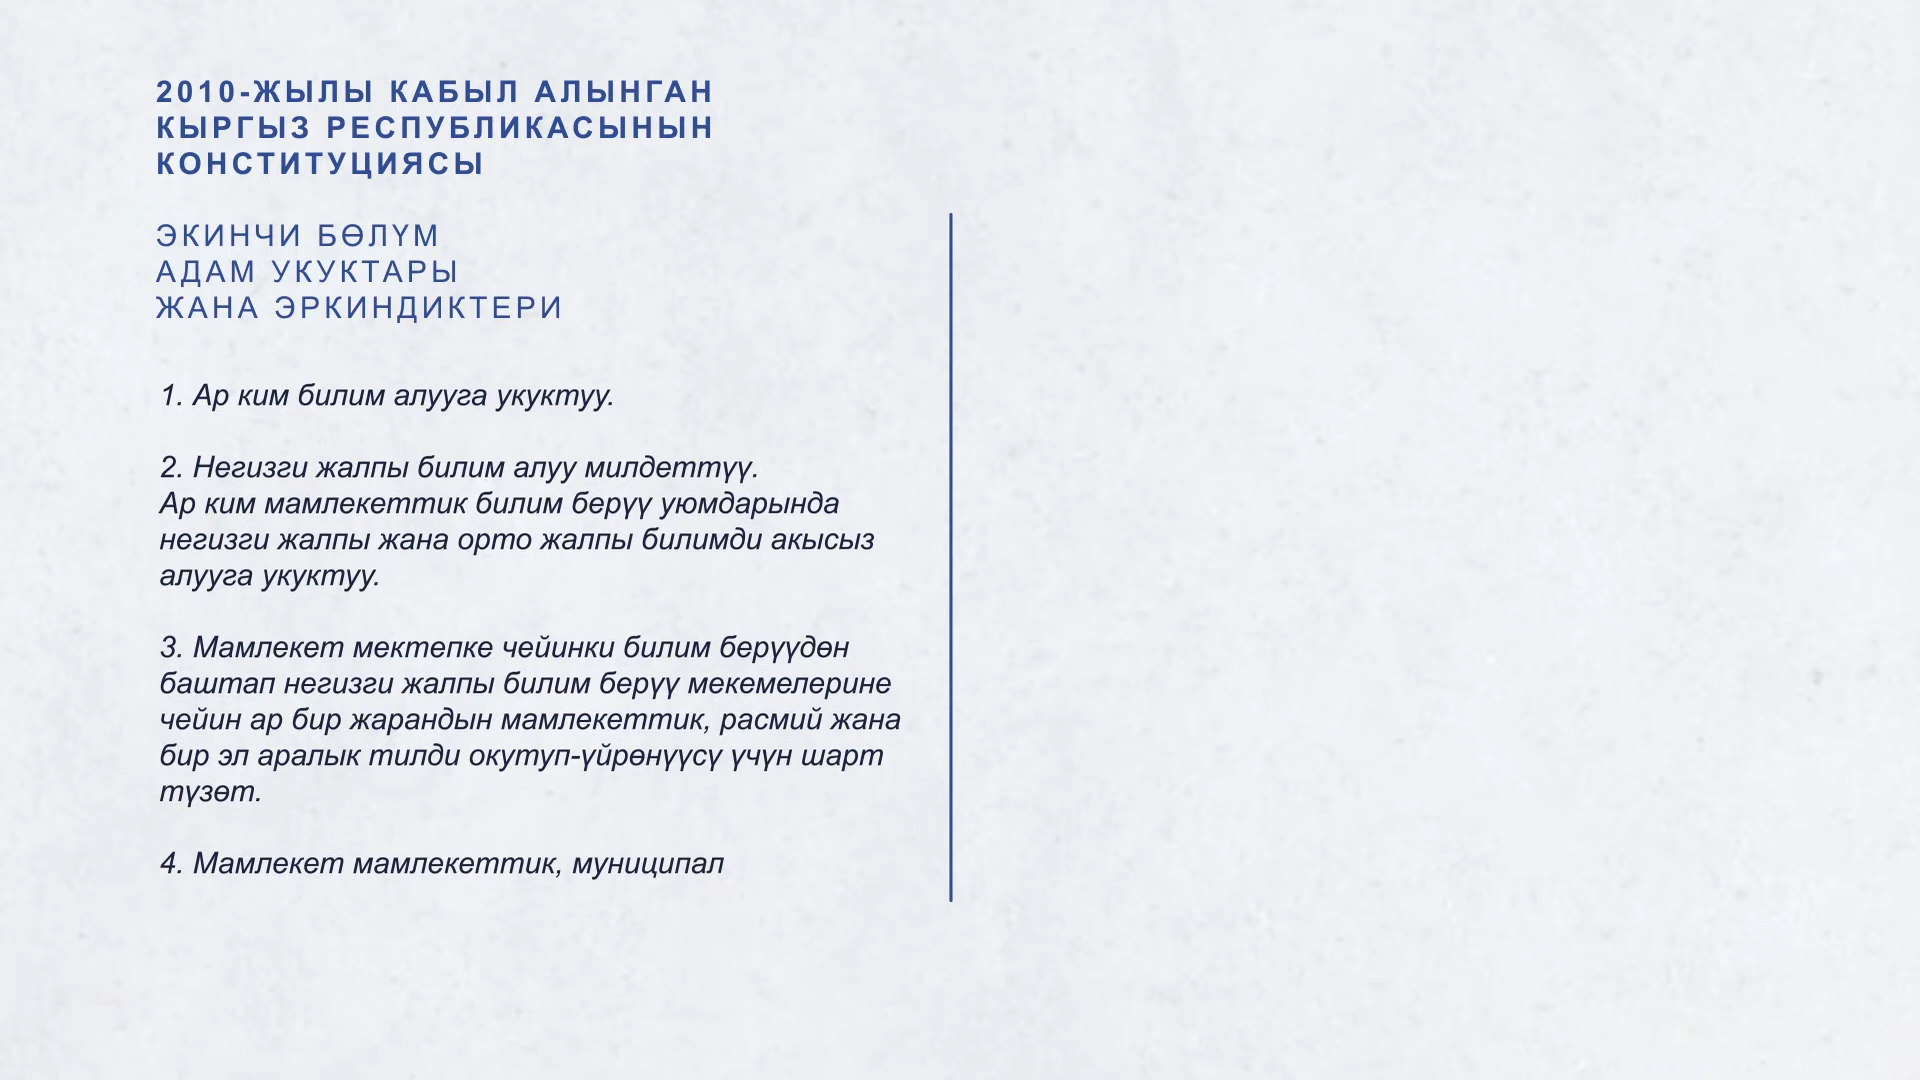 2010-ЖЫЛЫ КАБЫЛ АЛЫНГАН
КЫРГЫЗ РЕСПУБЛИКАСЫНЫН
КОНСТИТУЦИЯСЫ
ЭКИНЧИ БӨЛҮМ
АДАМ УКУКТАРЫ
ЖАНА ЭРКИНДИКТЕРИ
1. Ар ким билим алууга укуктуу.
2. Негизги жалпы билим алуу милдеттүү.
Ар ким мамлекеттик билим берүү уюмдарында
негизги жалпы жана орто жалпы билимди акысыз
алууга укуктуу.
3. Мамлекет мектепке чейинки билим берүүдөн
баштап негизги жалпы билим берүү мекемелерине
чейин ар бир жарандын мамлекеттик, расмий жана
бир эл аралык тилди окутуп-үйрөнүүсү үчүн шарт
түзөт.
4. Мамлекет мамлекеттик, муниципал